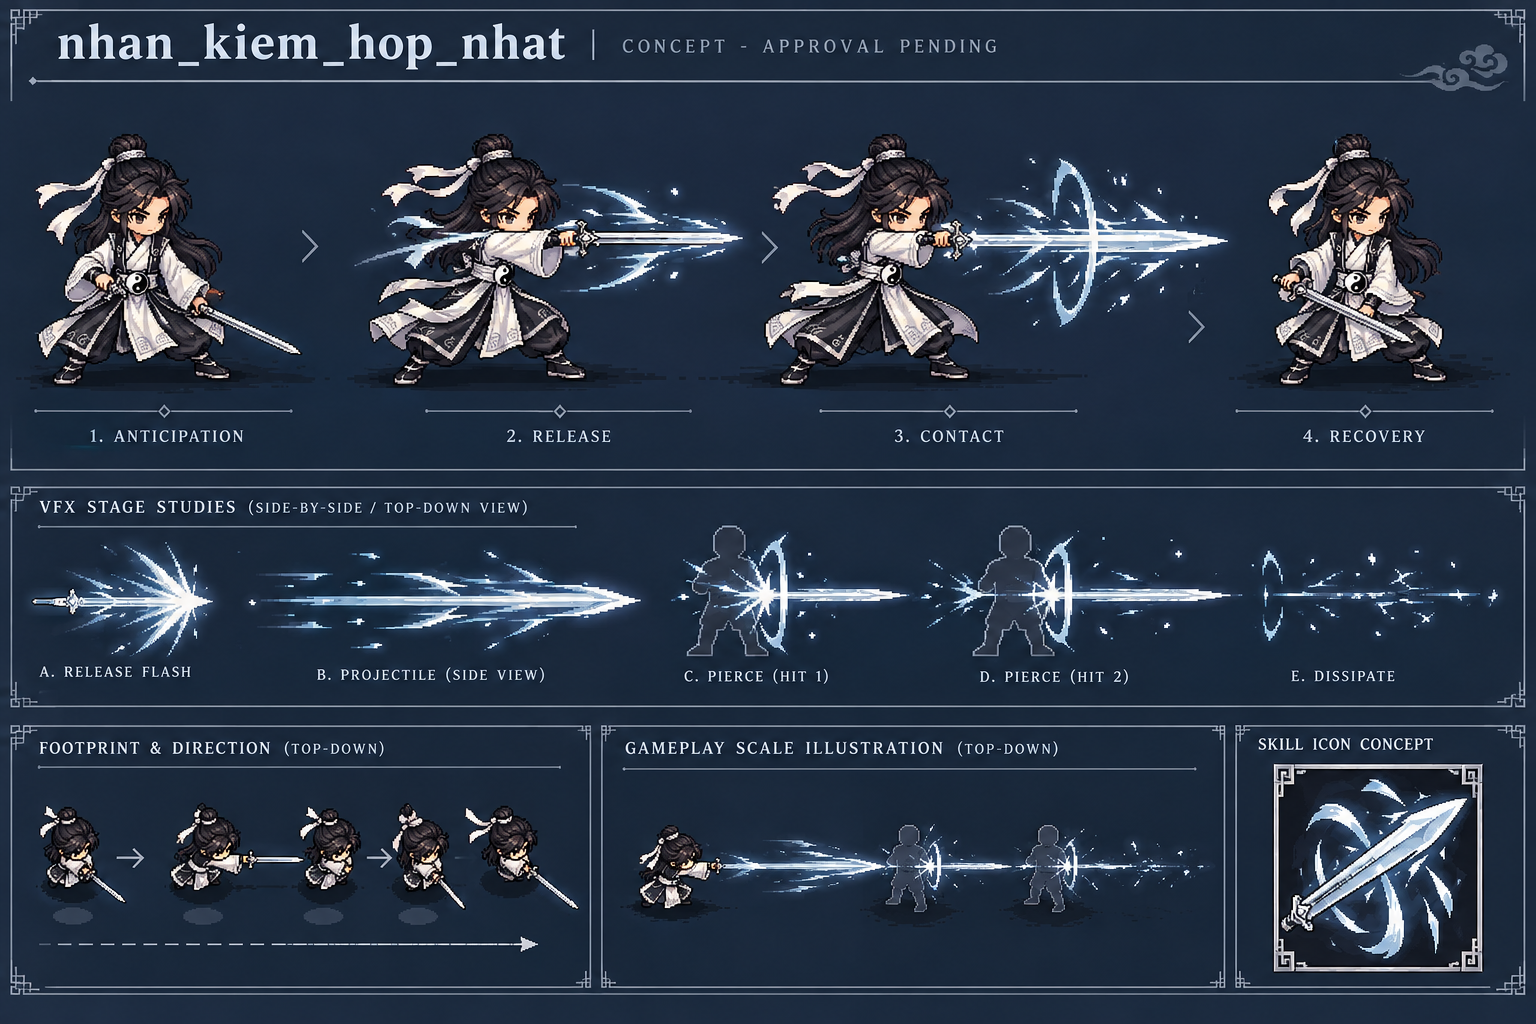 nhan_kiem_hop_nhat | CONCEPT - APPROVAL PENDING
1. ANTICIPATION
2. RELEASE
3. CONTACT
4. RECOVERY
VFX STAGE STUDIES (SIDE-BY-SIDE / TOP-DOWN VIEW)
A. RELEASE FLASH
B. PROJECTILE (SIDE VIEW)
C. PIERCE (HIT 1)
D. PIERCE (HIT 2)
E. DISSIPATE
FOOTPRINT & DIRECTION (TOP-DOWN)
GAMEPLAY SCALE ILLUSTRATION (TOP-DOWN)
SKILL ICON CONCEPT